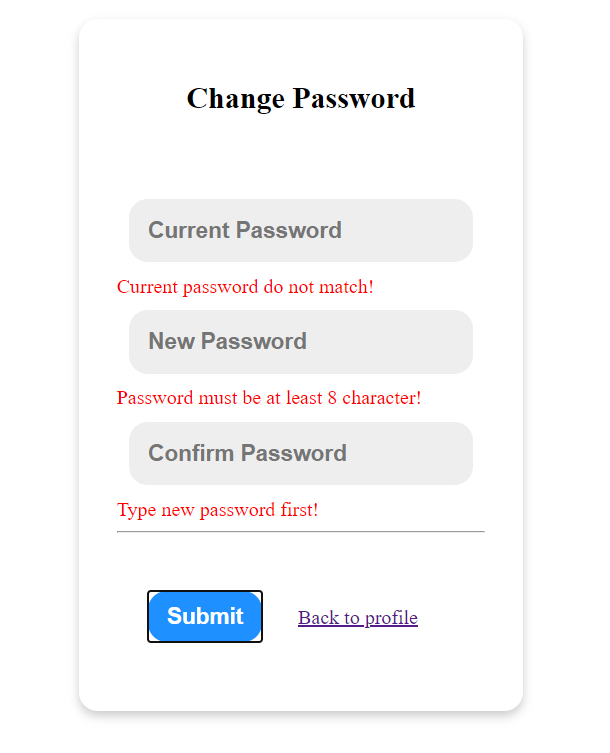 Change Password
Current Password
Current password do not match!
New Password
Password must be at least 8 character!
Confirm Password
Type new password first!
Submit
Back to profile